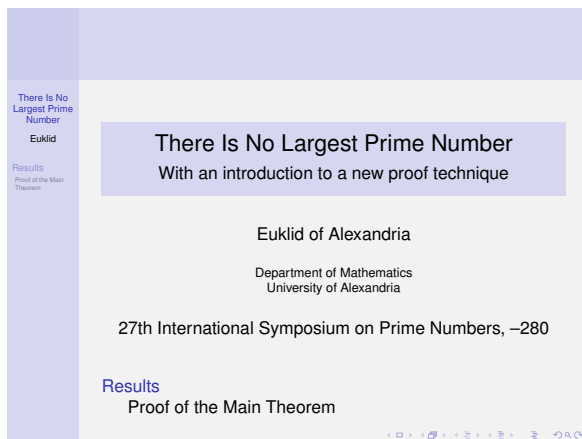 There Is No
Largest Prime
Number
Euklid
Results
Proof of the Main
Theorem
There Is No Largest Prime Number
With an introduction to a new proof technique
Euklid of Alexandria
Department of Mathematics
University of Alexandria
27th International Symposium on Prime Numbers, –280
Results
Proof of the Main Theorem